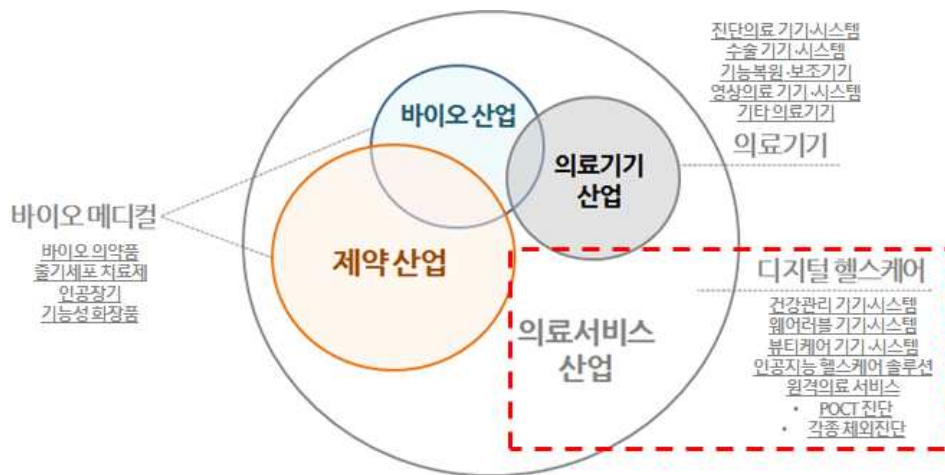 진단의료 기기·시스템
수술 기기·시스템
기능복원·보조기기
영상의료 기기·시스템
기타 의료기기
의료기기
바이오 산업
의료기기
산업
바이오 메디컬
바이오 의약품
줄기세포 치료제
인공장기
기능성 화장품
제약 산업
의료서비스
산업
디지털 헬스케어
건강관리 기기·시스템
웨어러블 기기·시스템
뷰티케어 기기·시스템
인공지능 헬스케어 솔루션
원격의료 서비스
• POCT 진단
• 각종 체외진단